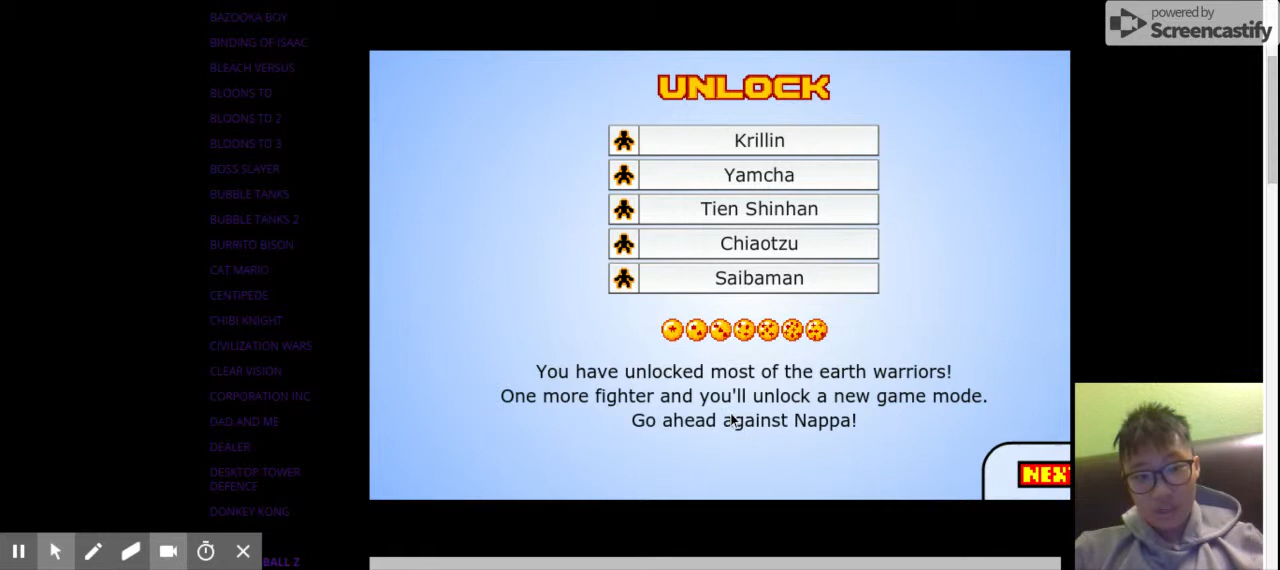 BAZOOKA BOY
BINDING OF ISAAC
BLEACH VERSUS
BLOONS TD
BLOONS TD 2
BLOONS TD 3
BOSS SLAYER
BUBBLE TANKS
BUBBLE TANKS 2
BURRITO BISON
CAT MARIO
CENTIPEDE
CHIBI KNIGHT
CIVILIZATION WARS
CLEAR VISION
CORPORATION INC
DAD AND ME
DEALER
DESKTOP TOWER
DEFENCE
DONKEY KONG
BALL Z
UNLOCK
Krillin
Yamcha
Tien Shinhan
Chiaotzu
Saibaman
You have unlocked most of the earth warriors!
One more fighter and you'll unlock a new game mode.
Go ahead against Nappa!
NEX
powered by
Screencastify